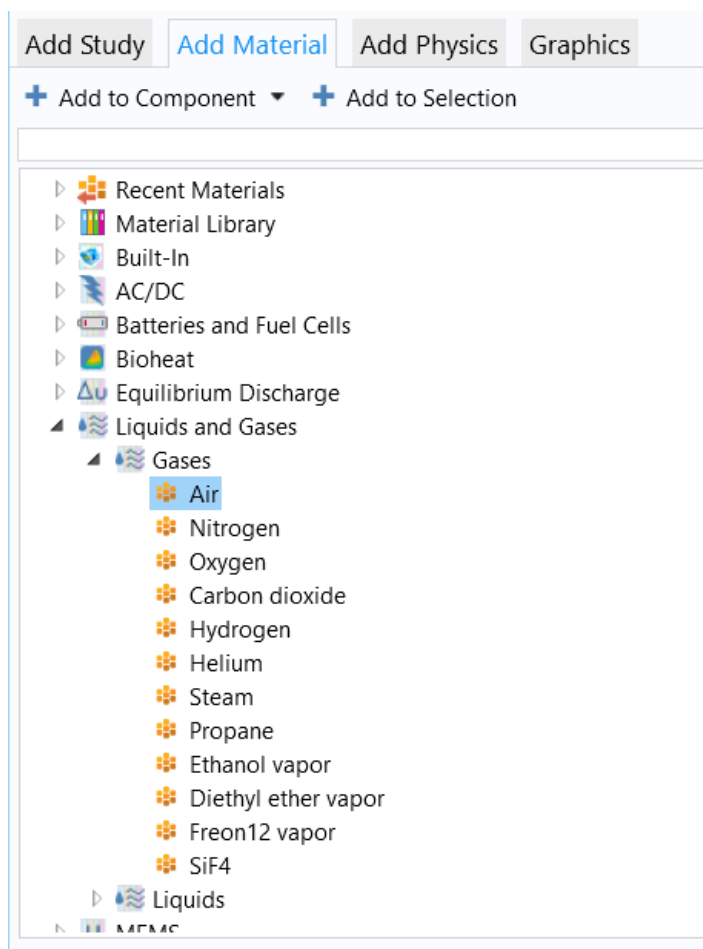 Add Study Add Material Add Physics Graphics
Add to Component Add to Selection
Recent Materials
Material Library
Built-In
AC/DC
Batteries and Fuel Cells
Bioheat
Δu Equilibrium Discharge
Liquids and Gases
Gases
Air
Nitrogen
Oxygen
Carbon dioxide
Hydrogen
Helium
Steam
Propane
Ethanol vapor
Diethyl ether vapor
Freon12 vapor
SiF4
Liquids
MEMS